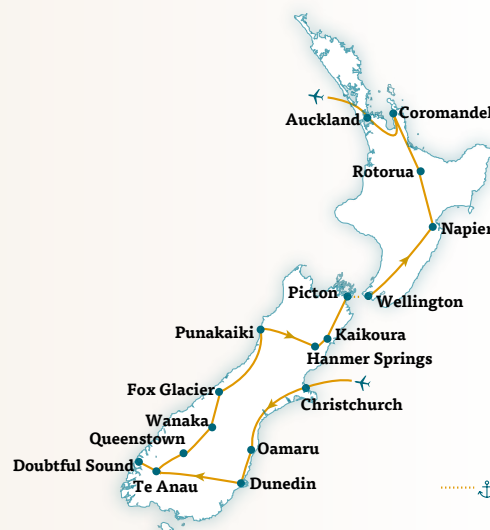 Auckland
Coromandel
Rotorua
Napier
Picton
Wellington
Punakaiki
Kaikoura
Hanmer Springs
Fox Glacier
Christchurch
Wanaka
Queenstown
Oamaru
Doubtful Sound
Te Anau
Dunedin